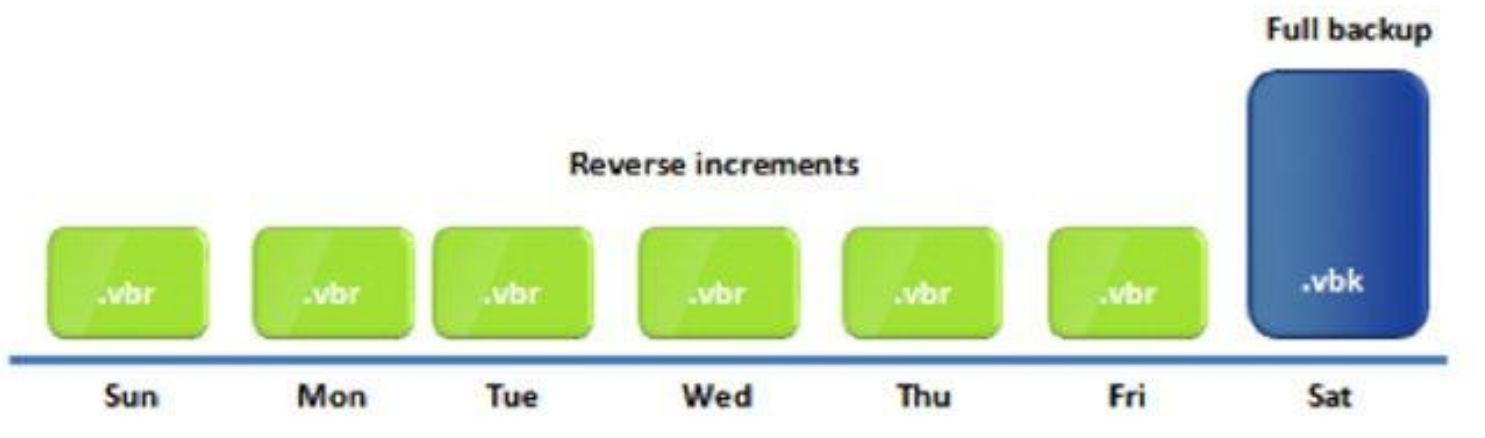 Full backup
Reverse increments
.vbr .vbr .vbr .vbr .vbr .vbr .vbk
Sun Mon Tue Wed Thu Fri Sat